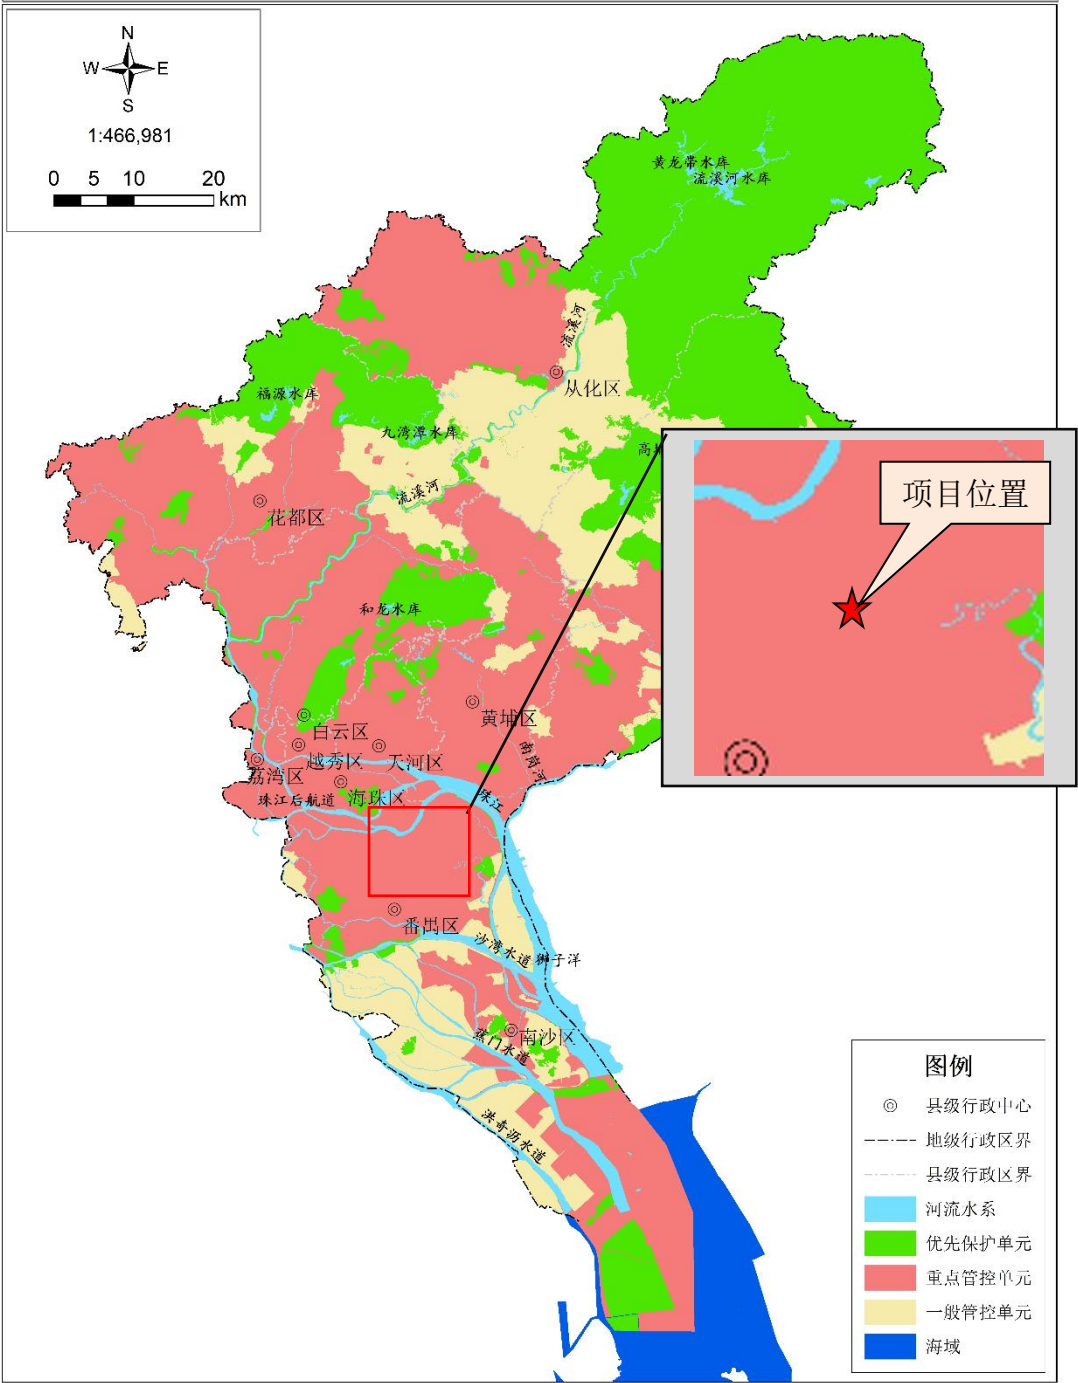 N
W E
S
1:466,981
0 5 10 20
km
黄龙带水库
流溪河水库
流溪河
从化区
福源水库
九湾潭水库
流溪河
花都区
项目位置
和龙水库
黄埔区
白云区
越秀区
天河区
荔湾区
南岗河
海珠区
珠江后航道
珠江
番禺区
沙湾水道
狮子洋
南沙区
蕉门水道
洪奇沥水道
图例
县级行政中心
地级行政区界
县级行政区界
河流水系
优先保护单元
重点管控单元
一般管控单元
海域